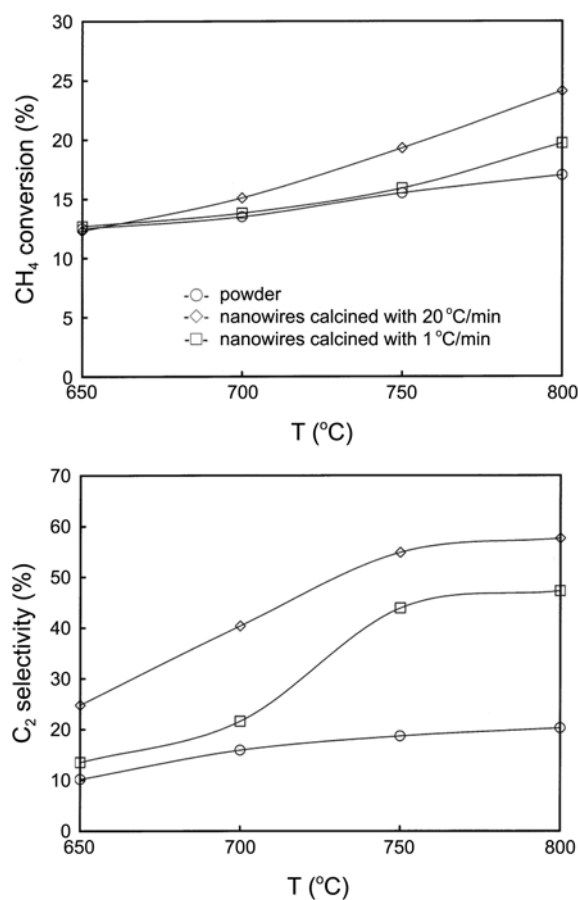 30
25
20
15
10
5
0
CH₄ conversion (%)
powder
nanowires calcined with 20 °C/min
nanowires calcined with 1 °C/min
650 700 750 800
T (°C)
70
60
50
40
30
20
10
0
C₂ selectivity (%)
650 700 750 800
T (°C)